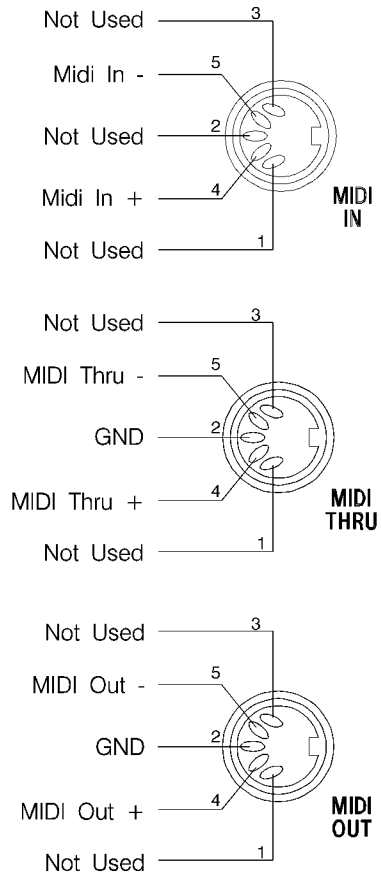 Not Used 3
Midi In - 5
Not Used 2
Midi In + 4
Not Used 1
MIDI
IN
Not Used 3
MIDI Thru - 5
GND 2
MIDI Thru + 4
Not Used 1
MIDI
THRU
Not Used 3
MIDI Out - 5
GND 2
MIDI Out + 4
Not Used 1
MIDI
OUT